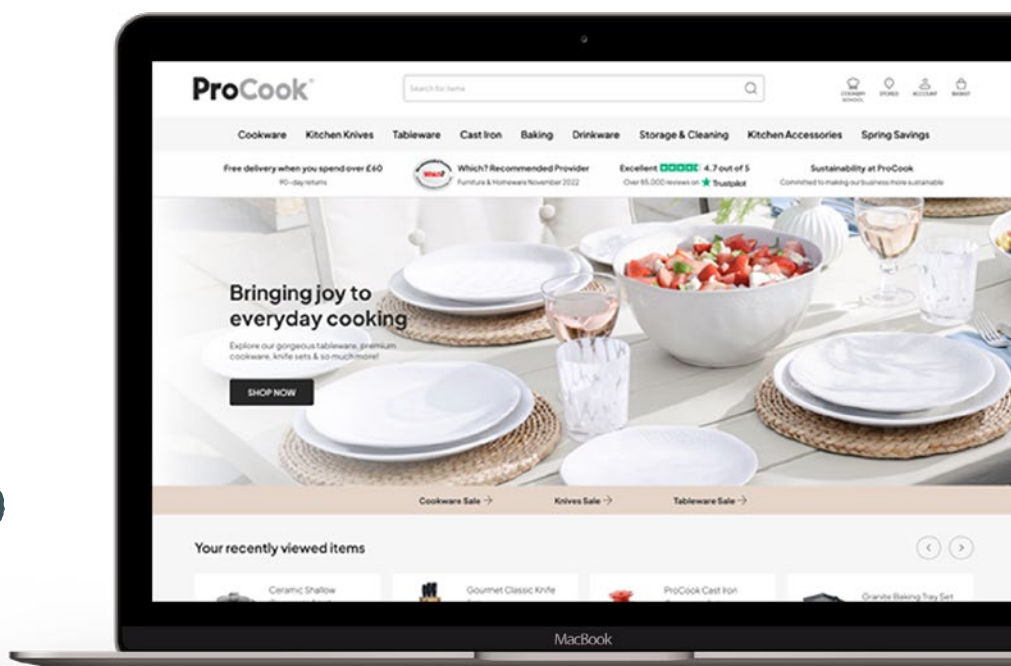 ProCook®
Search for items
COOKERY SCHOOL
STORES
ACCOUNT
BASKET
Cookware Kitchen Knives Tableware Cast Iron Baking Drinkware Storage & Cleaning Kitchen Accessories Spring Savings
Free delivery when you spend over £60
90-day returns
Which?
Which? Recommended Provider
Furniture & Homeware November 2022
Excellent 4.7 out of 5
Over 85,000 reviews on Trustpilot
Sustainability at ProCook
Committed to making our business more sustainable
Bringing joy to
everyday cooking
Explore our gorgeous tableware, premium
cookware, knife sets & so much more!
SHOP NOW
Cookware Sale → Knives Sale → Tableware Sale →
Your recently viewed items
Ceramic Shallow
Gourmet Classic Knife
ProCook Cast Iron
Granite Baking Tray Set
MacBook